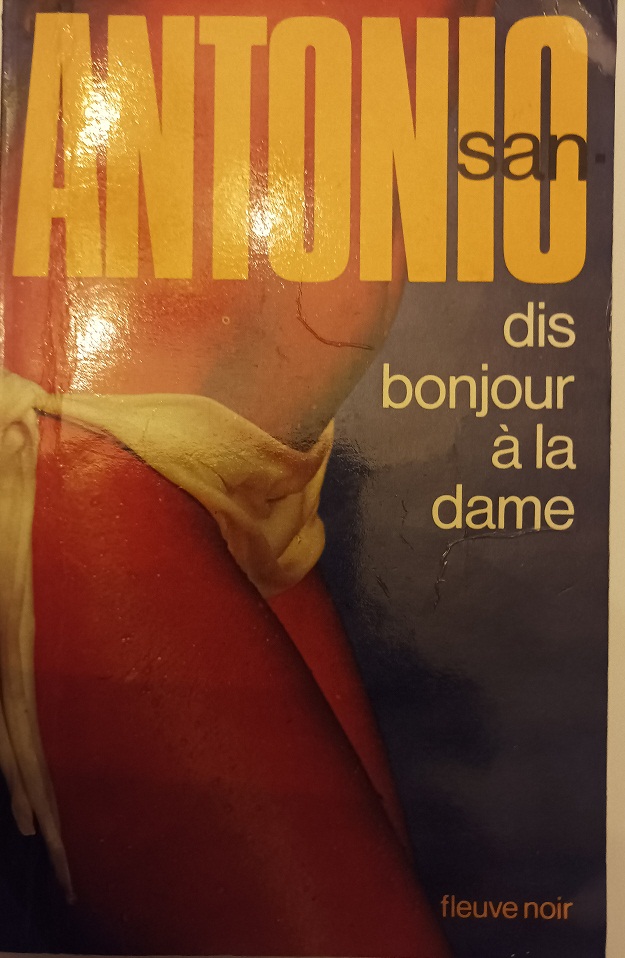 san-
ANTONIO
dis
bonjour
à la
dame
fleuve noir